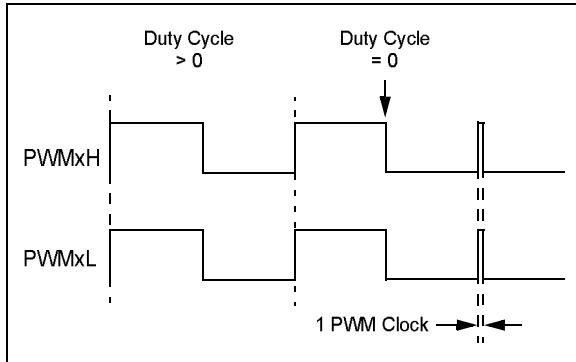 Duty Cycle
> 0
Duty Cycle
= 0
PWMxH
PWMxL
1 PWM Clock